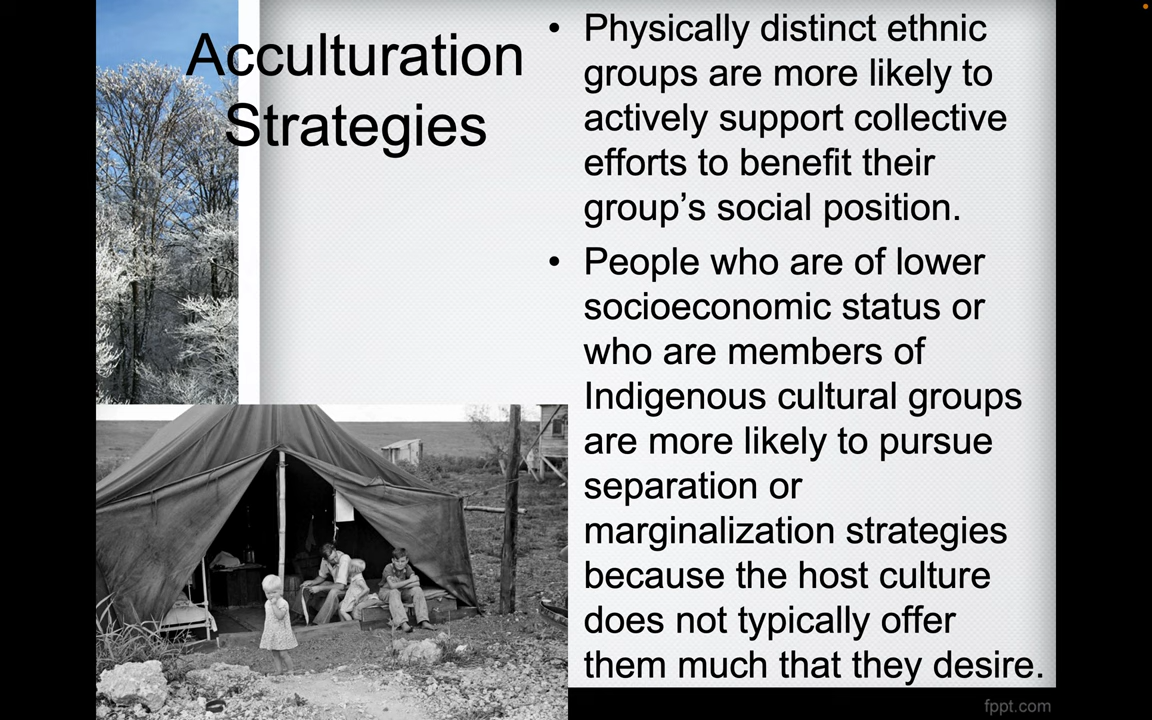 Acculturation
Strategies
• Physically distinct ethnic
groups are more likely to
actively support collective
efforts to benefit their
group’s social position.
• People who are of lower
socioeconomic status or
who are members of
Indigenous cultural groups
are more likely to pursue
separation or
marginalization strategies
because the host culture
does not typically offer
them much that they desire.
fppt.com